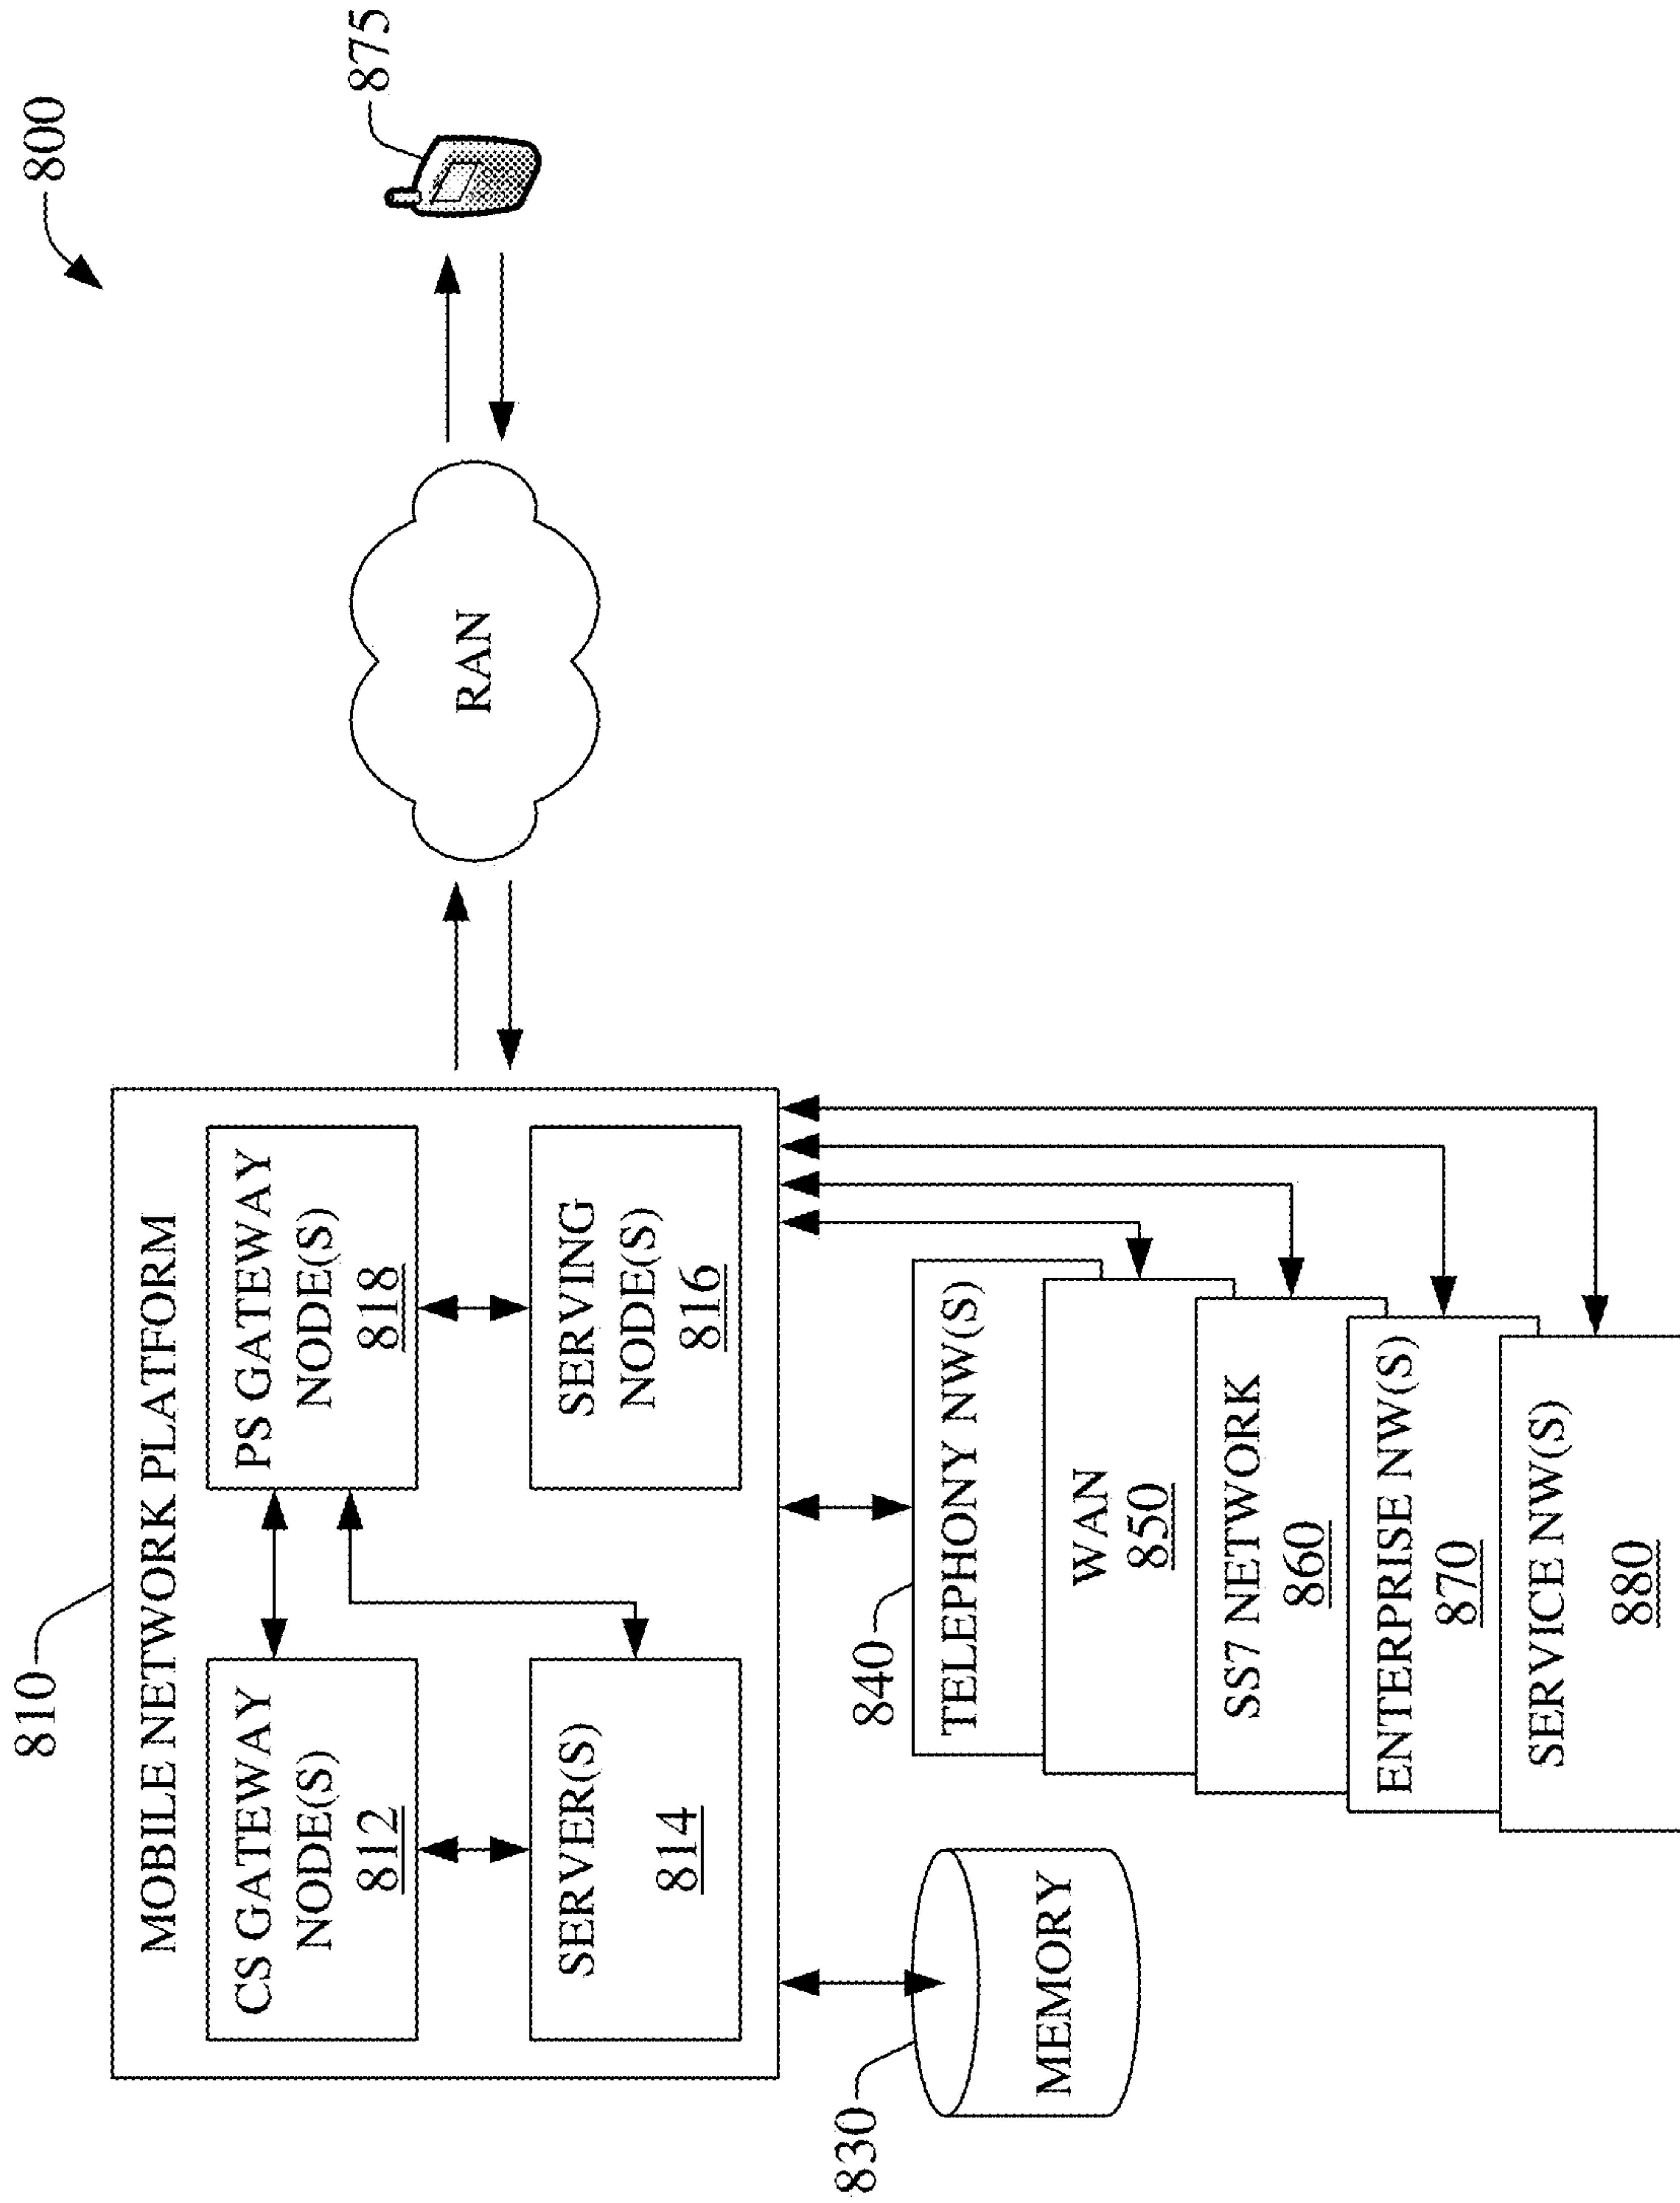 800
810
MOBILE NETWORK PLATFORM
CS GATEWAY
NODE(S)
812
PS GATEWAY
NODE(S)
818
SERVER(S)
814
SERVING
NODE(S)
816
RAN
875
830
MEMORY
840
TELEPHONY NW(S)
WAN
850
SS7 NETWORK
860
ENTERPRISE NW(S)
870
SERVICE NW(S)
880